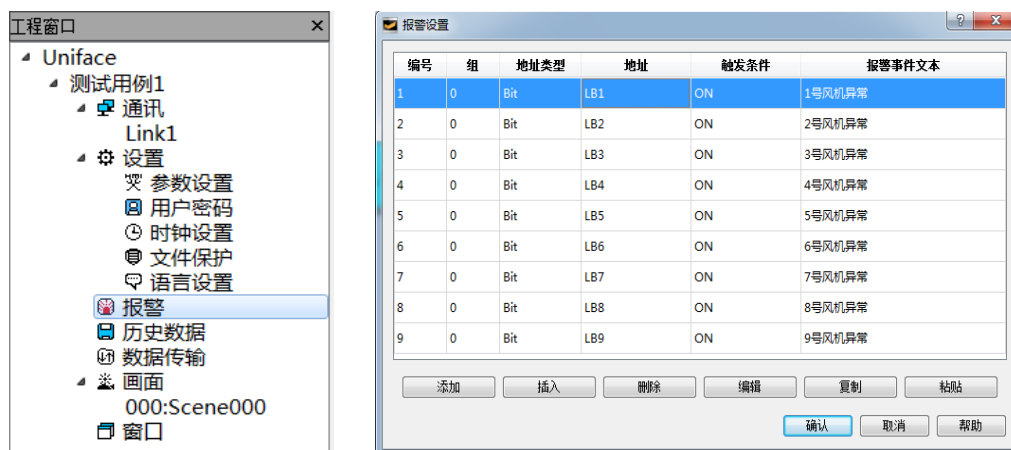 工程窗口
Uniface
测试用例1
通讯
Link1
设置
参数设置
用户密码
时钟设置
文件保护
语言设置
报警
历史数据
数据传输
画面
000:Scene000
窗口
报警设置
编号 组 地址类型 地址 触发条件 报警事件文本
1 0 Bit LB1 ON 1号风机异常
2 0 Bit LB2 ON 2号风机异常
3 0 Bit LB3 ON 3号风机异常
4 0 Bit LB4 ON 4号风机异常
5 0 Bit LB5 ON 5号风机异常
6 0 Bit LB6 ON 6号风机异常
7 0 Bit LB7 ON 7号风机异常
8 0 Bit LB8 ON 8号风机异常
9 0 Bit LB9 ON 9号风机异常
添加 插入 删除 编辑 复制 粘贴
确认 取消 帮助